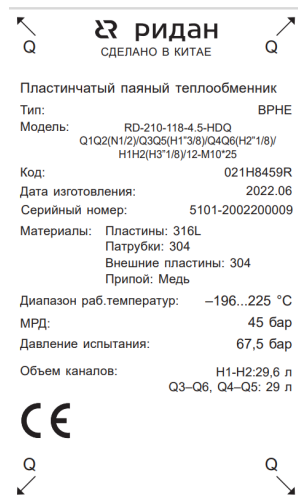 Q ридан Q
СДЕЛАНО В КИТАЕ
Пластинчатый паяный теплообменник
Тип: BPHE
Модель: RD-210-118-4.5-HDQ
Q1Q2(N1/2)Q3Q5(H1"3/8)Q4Q6(H2"1/8)/
H1H2(H3"1/8)/12-M10*25
Код: 021H8459R
Дата изготовления: 2022.06
Серийный номер: 5101-2002200009
Материалы: Пластины: 316L
Патрубки: 304
Внешние пластины: 304
Припой: Медь
Диапазон раб.температур: –196...225 °C
МРД: 45 бар
Давление испытания: 67,5 бар
Объем каналов: H1-H2:29,6 л
Q3–Q6, Q4–Q5: 29 л
CE
Q Q